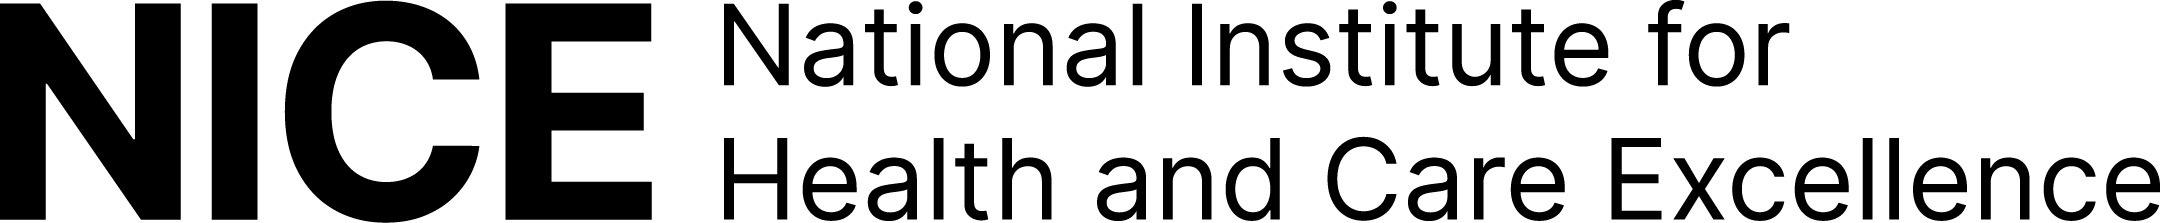 NICE
National Institute for
Health and Care Excellence